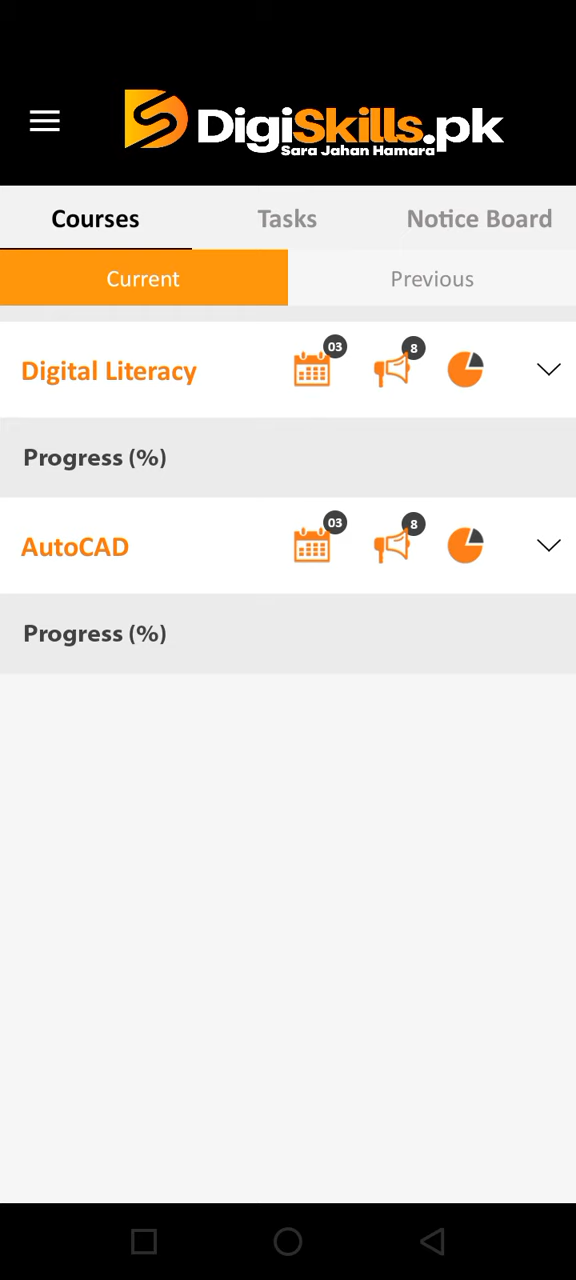 DigiSkills.pk
Sara Jahan Hamara
Courses Tasks Notice Board
Current Previous
Digital Literacy 03 8
Progress (%)
AutoCAD 03 8
Progress (%)